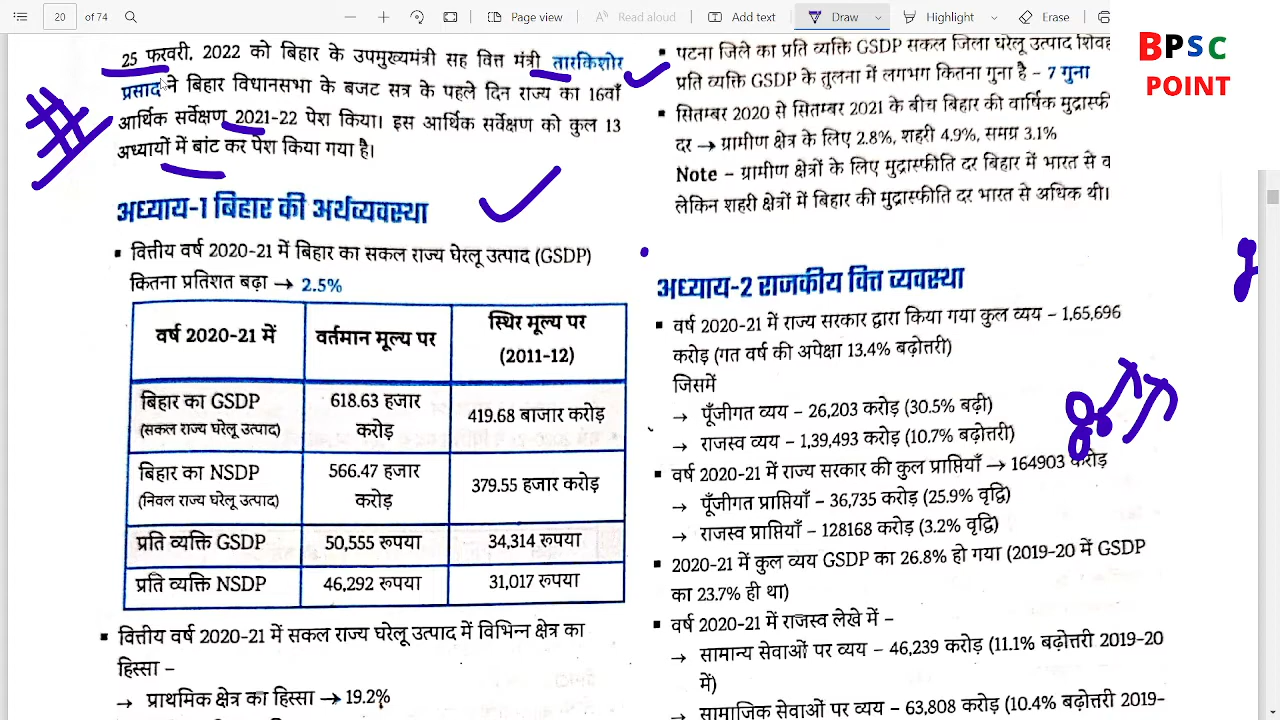 20 of 74
Page view
Read aloud
Add text
Draw
Highlight
Erase
BPSC
POINT
25 फरवरी, 2022 को बिहार के उपमुख्यमंत्री सह वित्त मंत्री तारकिशोर
प्रसाद ने बिहार विधानसभा के बजट सत्र के पहले दिन राज्य का 16वाँ
आर्थिक सर्वेक्षण 2021-22 पेश किया। इस आर्थिक सर्वेक्षण को कुल 13
अध्यायों में बांट कर पेश किया गया है।
अध्याय-1 बिहार की अर्थव्यवस्था
▪ वित्तीय वर्ष 2020-21 में बिहार का सकल राज्य घेरलू उत्पाद (GSDP)
कितना प्रतिशत बढ़ा → 2.5%
वर्ष 2020-21 में वर्तमान मूल्य पर स्थिर मूल्य पर
(2011-12)
बिहार का GSDP 618.63 हजार 419.68 बाजार करोड़
(सकल राज्य घरेलू उत्पाद) करोड़
बिहार का NSDP 566.47 हजार 379.55 हजार करोड़
(निवल राज्य घरेलू उत्पाद) करोड़
प्रति व्यक्ति GSDP 50,555 रूपया 34,314 रूपया
प्रति व्यक्ति NSDP 46,292 रूपया 31,017 रूपया
▪ वित्तीय वर्ष 2020-21 में सकल राज्य घरेलू उत्पाद में विभिन्न क्षेत्र का
हिस्सा –
→ प्राथमिक क्षेत्र का हिस्सा → 19.2%
▪ पटना जिले का प्रति व्यक्ति GSDP सकल जिला घरेलू उत्पाद
प्रति व्यक्ति GSDP के तुलना में लगभग कितना गुना है – 7 गुना
▪ सितम्बर 2020 से सितम्बर 2021 के बीच बिहार की वार्षिक
दर → ग्रामीण क्षेत्र के लिए 2.8%, शहरी 4.9%, समग्र 3.1%
Note – ग्रामीण क्षेत्रों के लिए मुद्रास्फीति दर बिहार में भारत से
लेकिन शहरी क्षेत्रों में बिहार की मुद्रास्फीति दर भारत से अधिक थी।
अध्याय-2 राजकीय वित्त व्यवस्था
▪ वर्ष 2020-21 में राज्य सरकार द्वारा किया गया कुल व्यय – 1,65,696
करोड़ (गत वर्ष की अपेक्षा 13.4% बढ़ोत्तरी)
जिसमें
→ पूँजीगत व्यय – 26,203 करोड़ (30.5% बढ़ी)
→ राजस्व व्यय – 1,39,493 करोड़ (10.7% बढ़ोत्तरी)
▪ वर्ष 2020-21 में राज्य सरकार की कुल प्राप्तियाँ → 164903 करोड़
→ पूँजीगत प्राप्तियाँ – 36,735 करोड़ (25.9% वृद्धि)
→ राजस्व प्राप्तियाँ – 128168 करोड़ (3.2% वृद्धि)
▪ 2020-21 में कुल व्यय GSDP का 26.8% हो गया (2019-20 में GSDP
का 23.7% ही था)
▪ वर्ष 2020-21 में राजस्व लेखे में –
→ सामान्य सेवाओं पर व्यय – 46,239 करोड़ (11.1% बढ़ोत्तरी 2019-20
में)
→ सामाजिक सेवाओं पर व्यय – 63,808 करोड़ (10.4% बढ़ोत्तरी 2019-